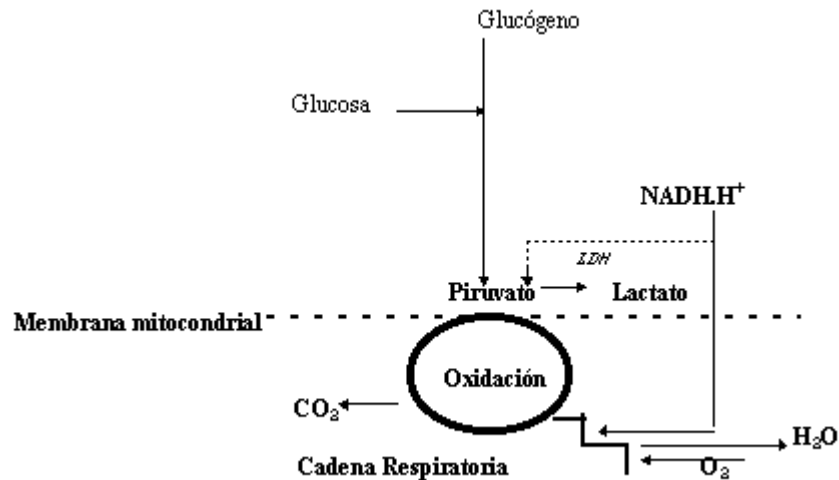 Glucógeno
Glucosa
NADH.H⁺
LDH
Piruvato
Lactato
Membrana mitocondrial
Oxidación
CO₂
H₂O
O₂
Cadena Respiratoria